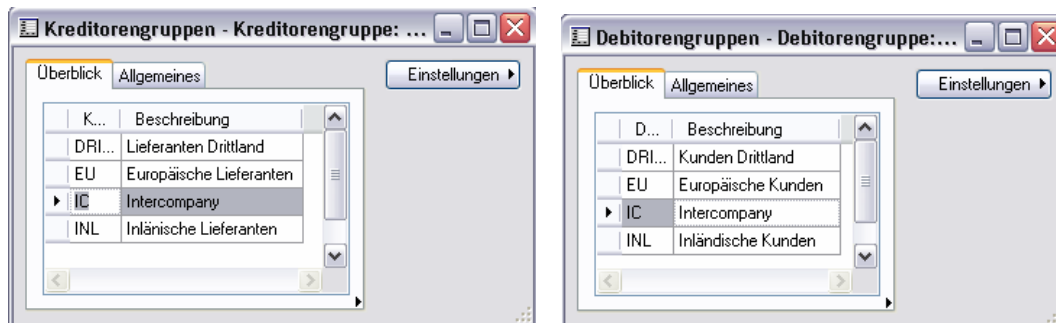 Kreditorengruppen - Kreditorengruppe: ...
Überblick Allgemeines
Einstellungen
K... Beschreibung
DRI... Lieferanten Drittland
EU Europäische Lieferanten
IC Intercompany
INL Inlänische Lieferanten
Debitorengruppen - Debitorengruppe:...
Überblick Allgemeines
Einstellungen
D... Beschreibung
DRI... Kunden Drittland
EU Europäische Kunden
IC Intercompany
INL Inländische Kunden